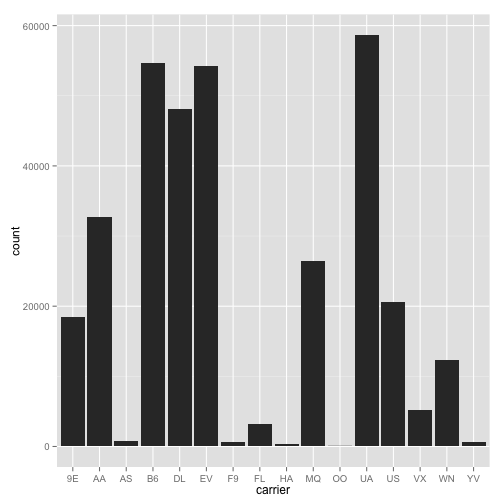 60000
40000
20000
0
count
9E AA AS B6 DL EV F9 FL HA MQ OO UA US VX WN YV
carrier